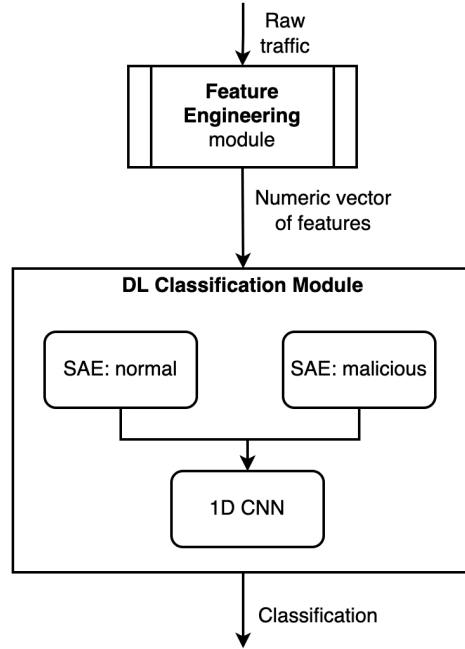 Raw
traffic
Feature
Engineering
module
Numeric vector
of features
DL Classification Module
SAE: normal
SAE: malicious
1D CNN
Classification